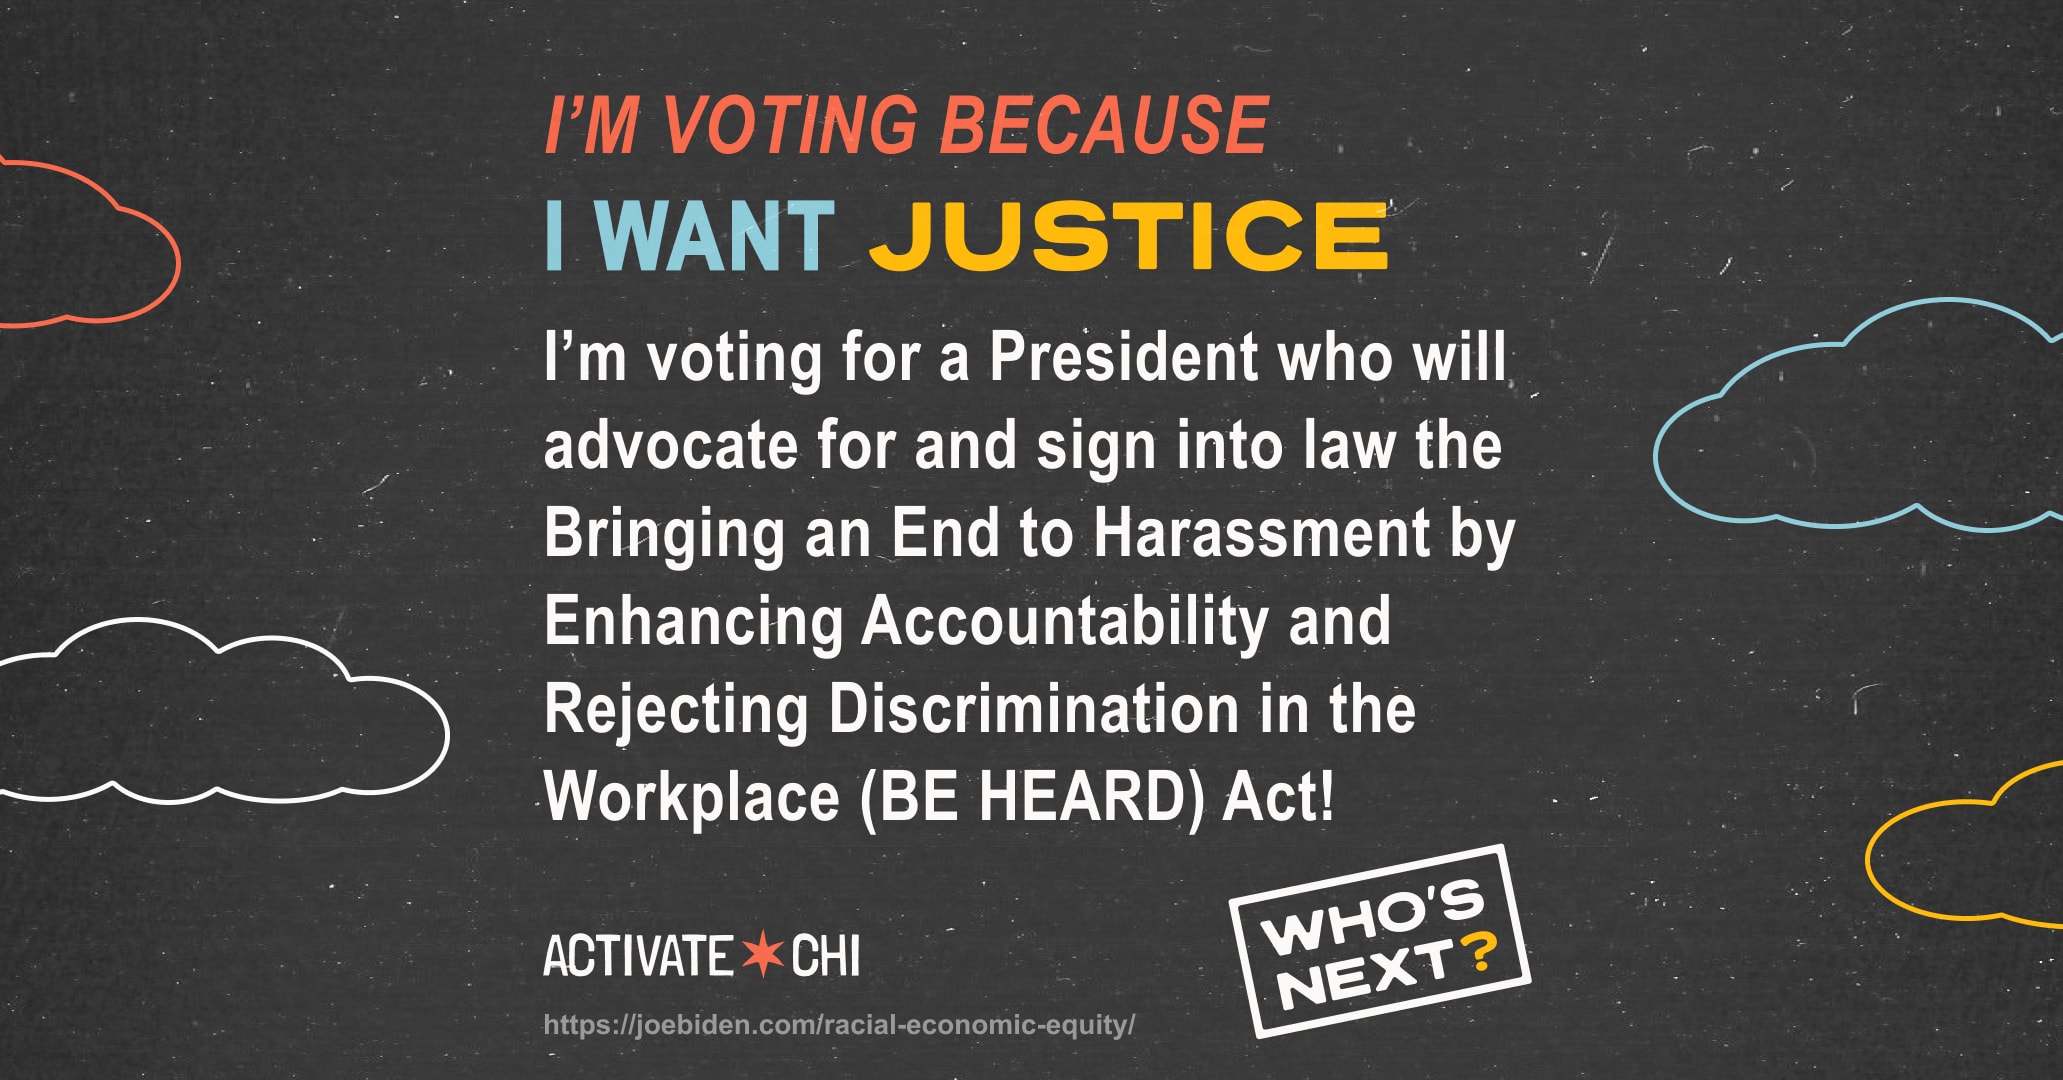 I’M VOTING BECAUSE
I WANT JUSTICE
I’m voting for a President who will
advocate for and sign into law the
Bringing an End to Harassment by
Enhancing Accountability and
Rejecting Discrimination in the
Workplace (BE HEARD) Act!
ACTIVATE CHI
https://joebiden.com/racial-economic-equity/
WHO’S
NEXT?